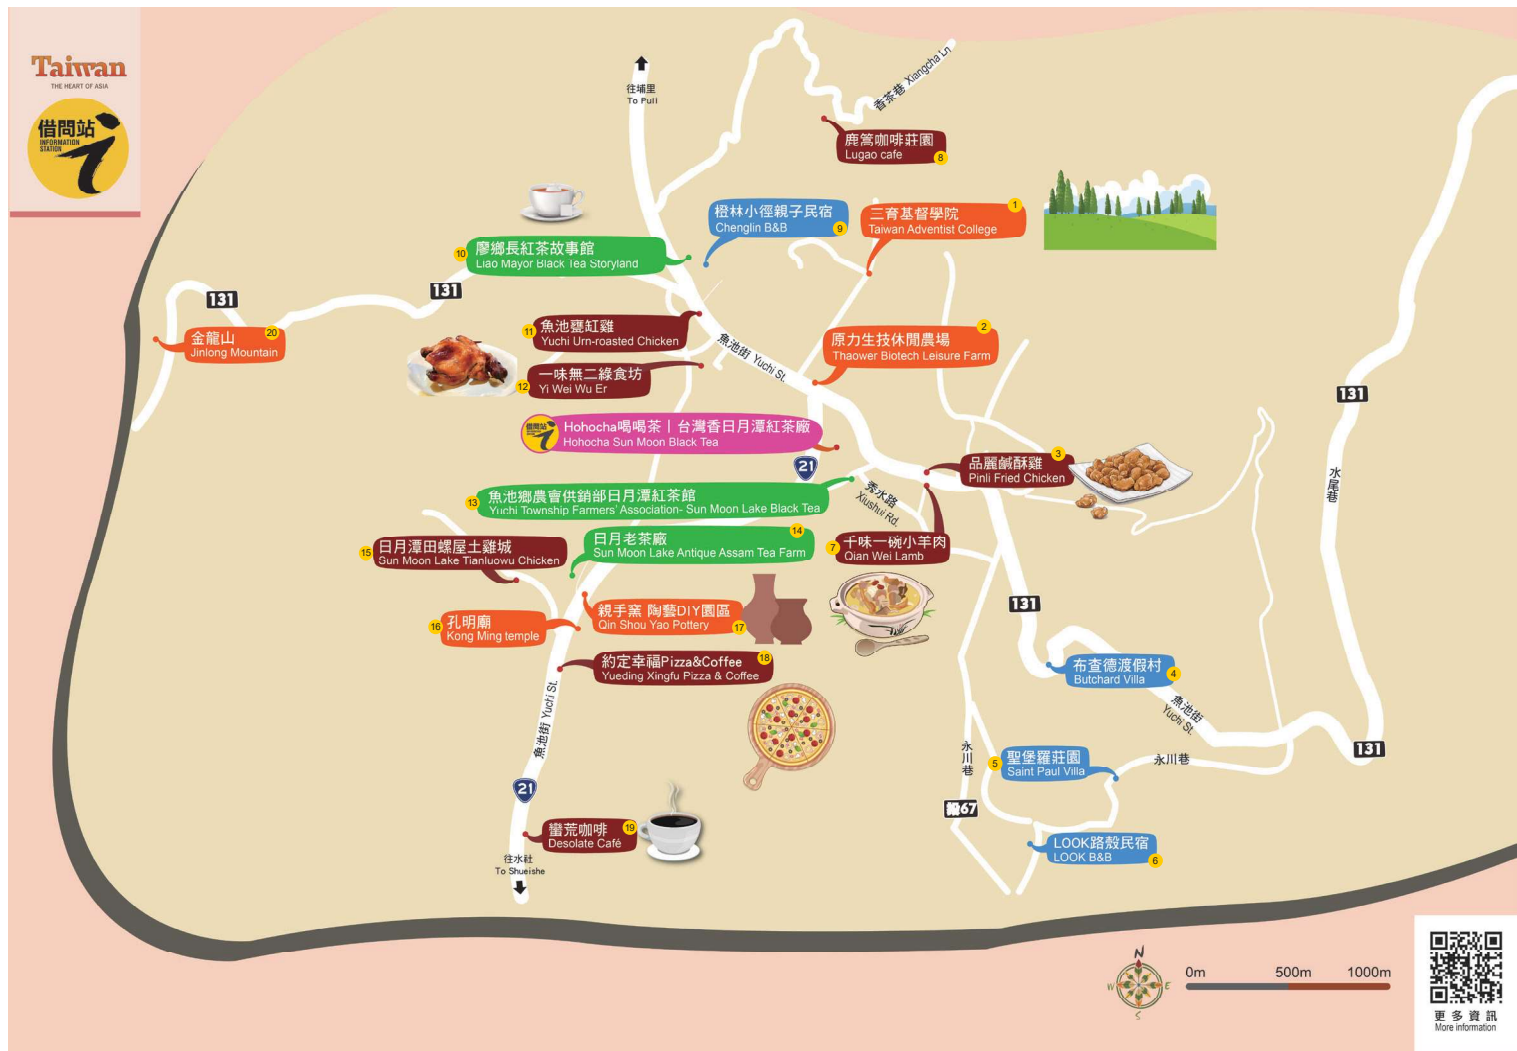 Taiwan
THE HEART OF ASIA
借問站
INFORMATION
STATION
往埔里
To Puli
香茶巷 Xiangcha Ln
鹿篙咖啡莊園
Lugao cafe
8
橙林小徑親子民宿
Chenglin B&B
9
三育基督學院
Taiwan Adventist College
1
廖鄉長紅茶故事館
Liao Mayor Black Tea Storyland
10
131
131
金龍山
Jinlong Mountain
20
魚池甕缸雞
Yuchi Urn-roasted Chicken
11
魚池街 Yuchi St.
原力生技休閒農場
Thaower Biotech Leisure Farm
2
一味無二綠食坊
Yi Wei Wu Er
12
131
借問站
Hohocha喝喝茶｜台灣香日月潭紅茶廠
Hohocha Sun Moon Black Tea
21
品麗鹹酥雞
Pinli Fried Chicken
3
水尾巷
魚池鄉農會供銷部日月潭紅茶館
Yuchi Township Farmers' Association- Sun Moon Lake Black Tea
13
秀水路
Xiushui Rd.
日月老茶廠
Sun Moon Lake Antique Assam Tea Farm
14
千味一碗小羊肉
Qian Wei Lamb
7
日月潭田螺屋土雞城
Sun Moon Lake Tianluowu Chicken
15
131
親手窯 陶藝DIY園區
Qin Shou Yao Pottery
17
孔明廟
Kong Ming temple
16
約定幸福Pizza&Coffee
Yueding Xingfu Pizza & Coffee
18
布查德渡假村
Butchard Villa
4
魚池街
Yuchi St.
魚池街 Yuchi St.
永川巷
聖堡羅莊園
Saint Paul Villa
5
永川巷
131
21
投67
蠻荒咖啡
Desolate Café
19
LOOK路殼民宿
LOOK B&B
6
往水社
To Shueishe
N
W
E
S
0m
500m
1000m
更多資訊
More information